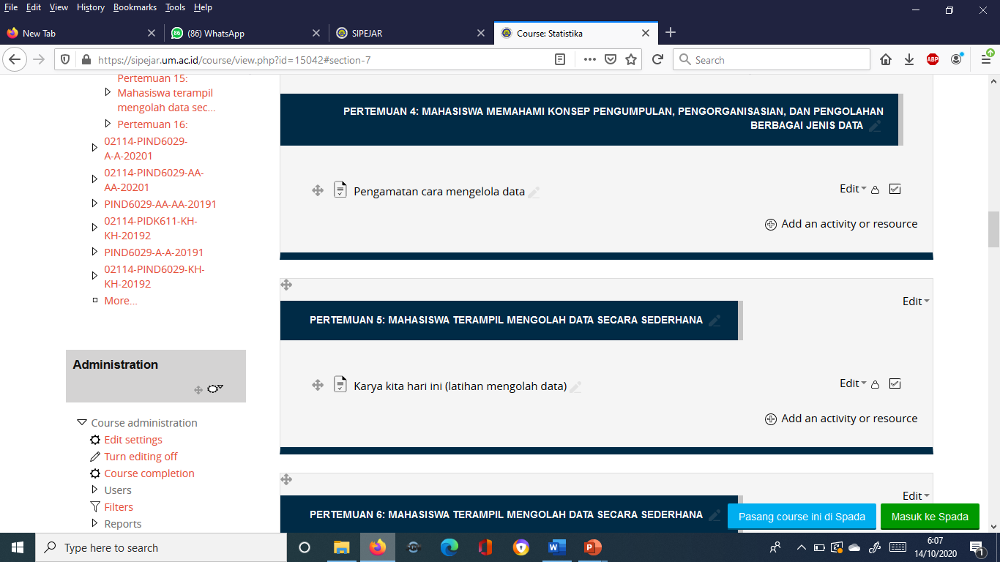 File Edit View History Bookmarks Tools Help
New Tab
(86) WhatsApp
SIPEJAR
Course: Statistika
https://sipejar.um.ac.id/course/view.php?id=15042#section-7
Search
ABP
Pertemuan 15:
Mahasiswa terampil
mengolah data sec...
Pertemuan 16:
02114-PIND6029-
A-A-20201
02114-PIND6029-AA-
AA-20201
PIND6029-AA-AA-20191
02114-PIDK611-KH-
KH-20192
PIND6029-A-A-20191
02114-PIND6029-KH-
KH-20192
More...
Administration
Course administration
Edit settings
Turn editing off
Course completion
Users
Filters
Reports
PERTEMUAN 4: MAHASISWA MEMAHAMI KONSEP PENGUMPULAN, PENGORGANISASIAN, DAN PENGOLAHAN
BERBAGAI JENIS DATA
Pengamatan cara mengelola data
Edit
Add an activity or resource
Edit
PERTEMUAN 5: MAHASISWA TERAMPIL MENGOLAH DATA SECARA SEDERHANA
Karya kita hari ini (latihan mengolah data)
Edit
Add an activity or resource
Edit
PERTEMUAN 6: MAHASISWA TERAMPIL MENGOLAH DATA SECARA SEDERHANA
Pasang course ini di Spada
Masuk ke Spada
Type here to search
6:07
14/10/2020
1